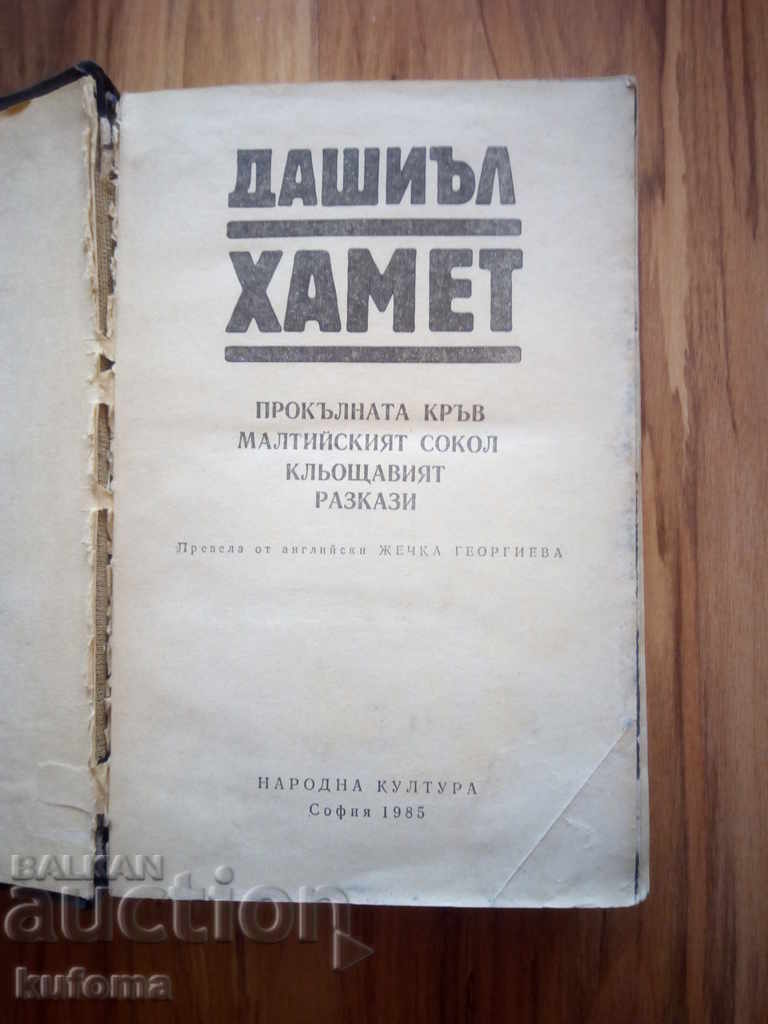 ДАШИЪЛ
ХАМЕТ
ПРОКЪЛНАТА КРЪВ
МАЛТИЙСКИЯТ СОКОЛ
КЛЬОЩАВИЯТ
РАЗКАЗИ
Превела от английски ЖЕЧКА ГЕОРГИЕВА
НАРОДНА КУЛТУРА
София 1985
BALKAN
auction
kufoma